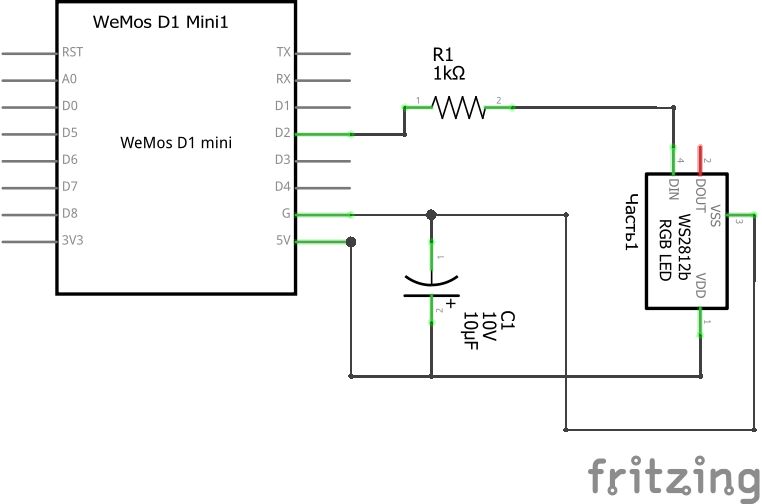 WeMos D1 Mini1
RST
A0
D0
D5
D6
D7
D8
3V3
WeMos D1 mini
TX
RX
D1
D2
D3
D4
G
5V
R1
1kΩ
1
2
4
2
DIN
DOUT
VSS
3
Часть1
WS2812b
RGB LED
VDD
1
1
+
2
C1
10V
10µF
fritzing